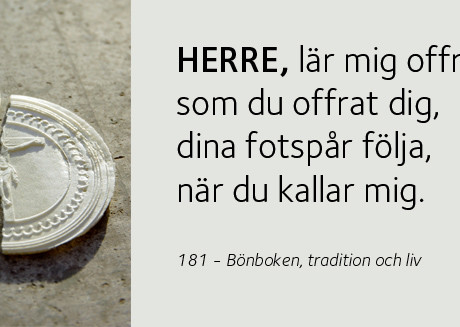 HERRE, lär mig offr
som du offrat dig,
dina fotspår följa,
när du kallar mig.
181 – Bönboken, tradition och liv